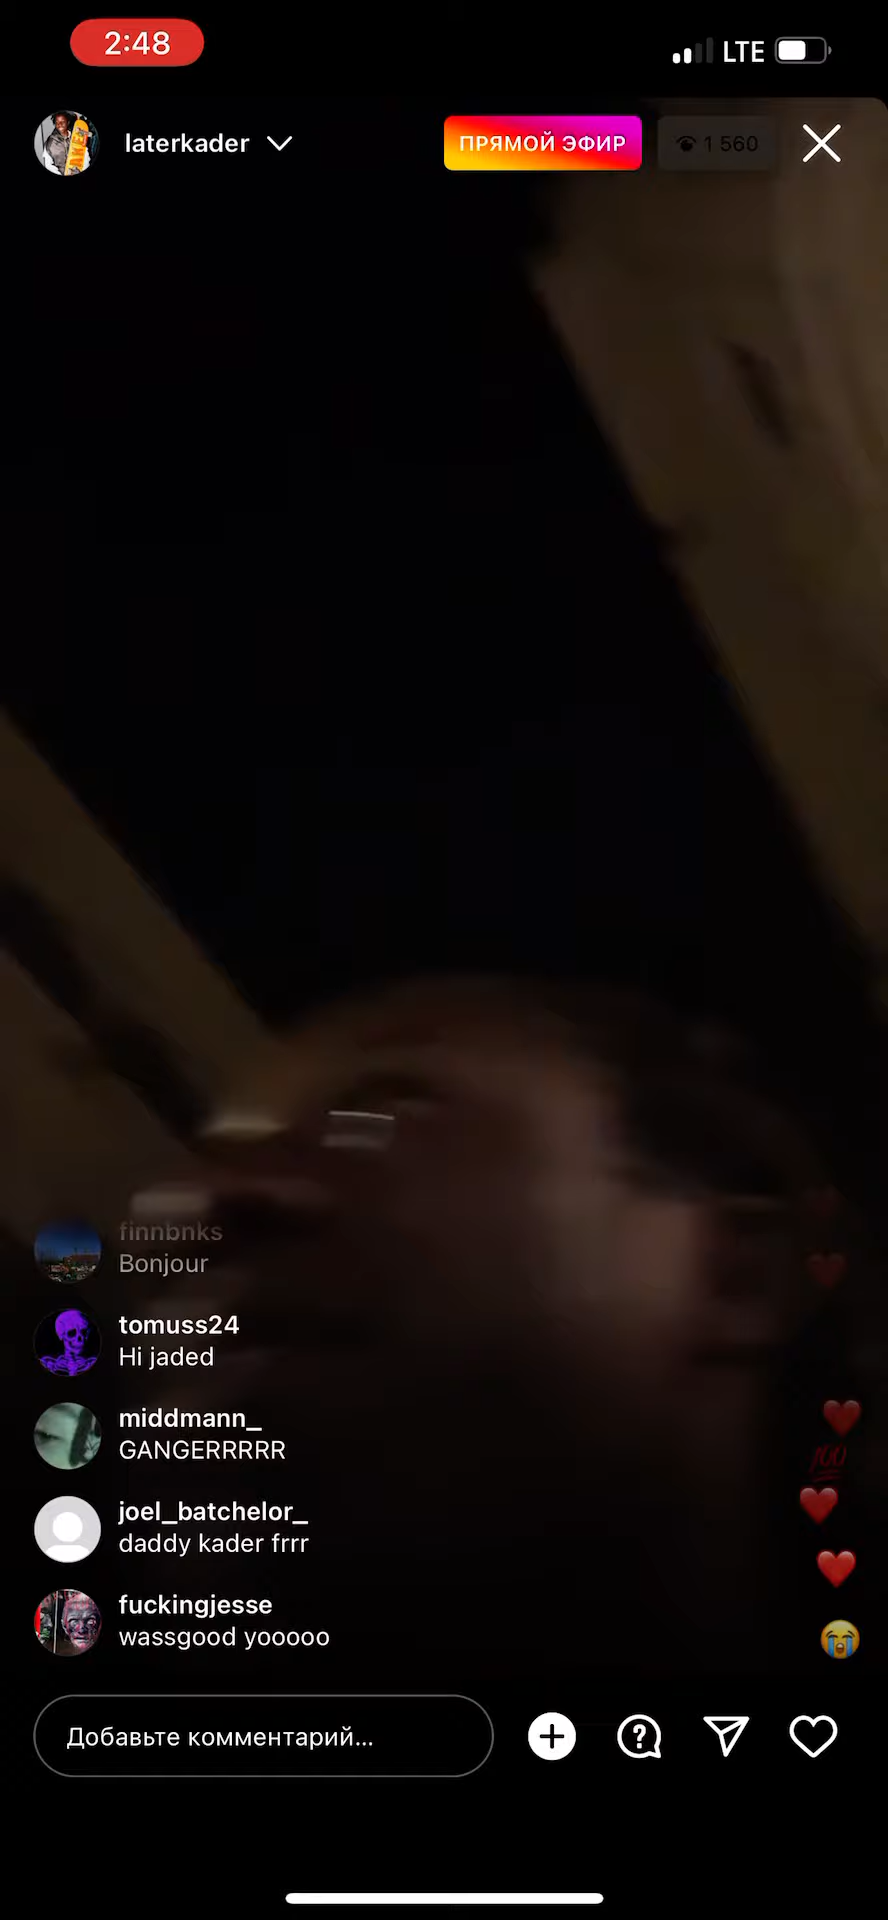 2:48
LTE
laterkader
ПРЯМОЙ ЭФИР
1 560
finnbnks
Bonjour
tomuss24
Hi jaded
middmann_
GANGERRRRR
joel_batchelor_
daddy kader frrr
fuckingjesse
wassgood yooooo
Добавьте комментарий...